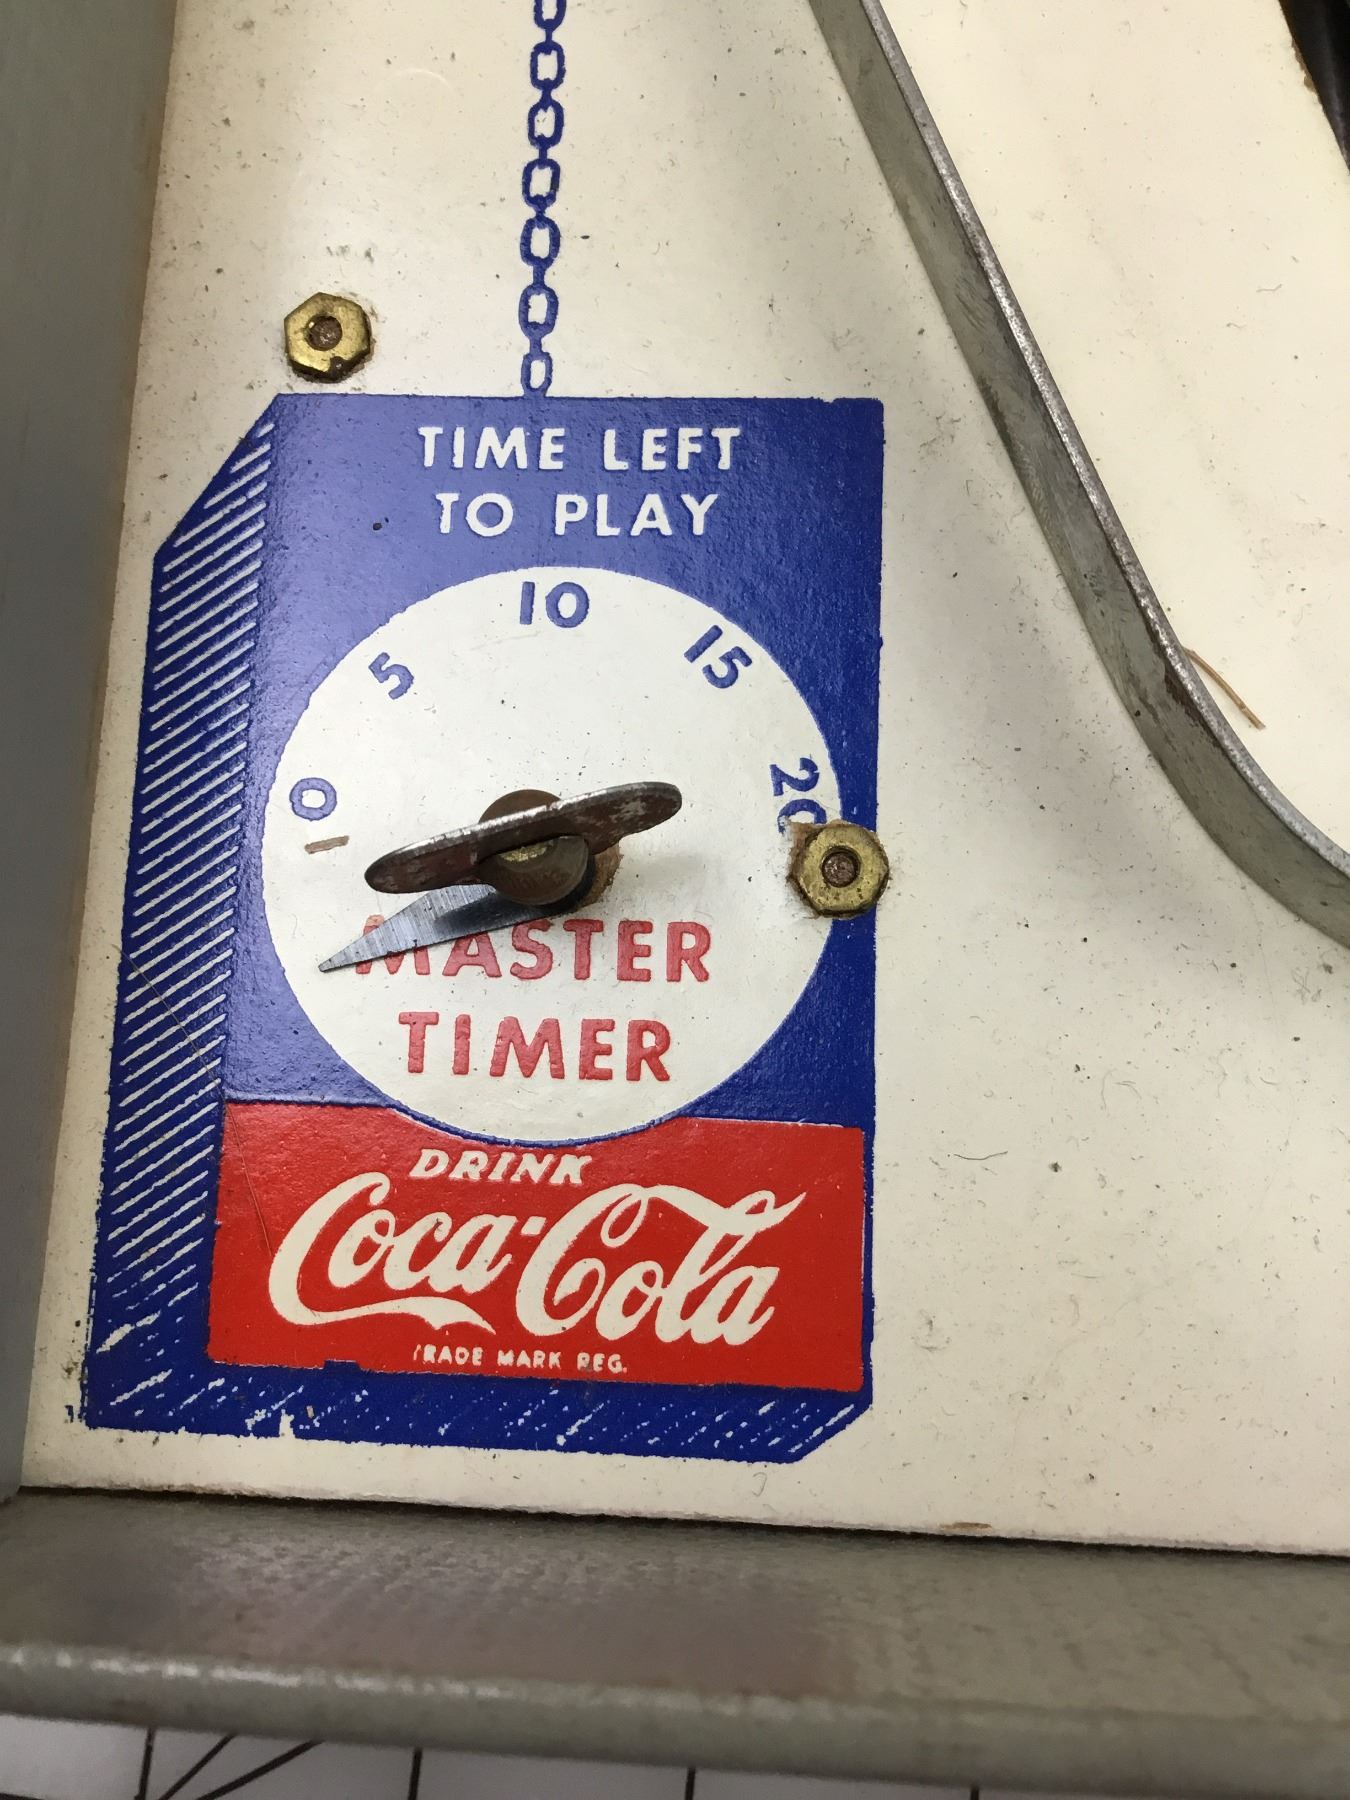 TIME LEFT
TO PLAY
0 5 10 15 20
MASTER
TIMER
DRINK
Coca-Cola
TRADE MARK REG.